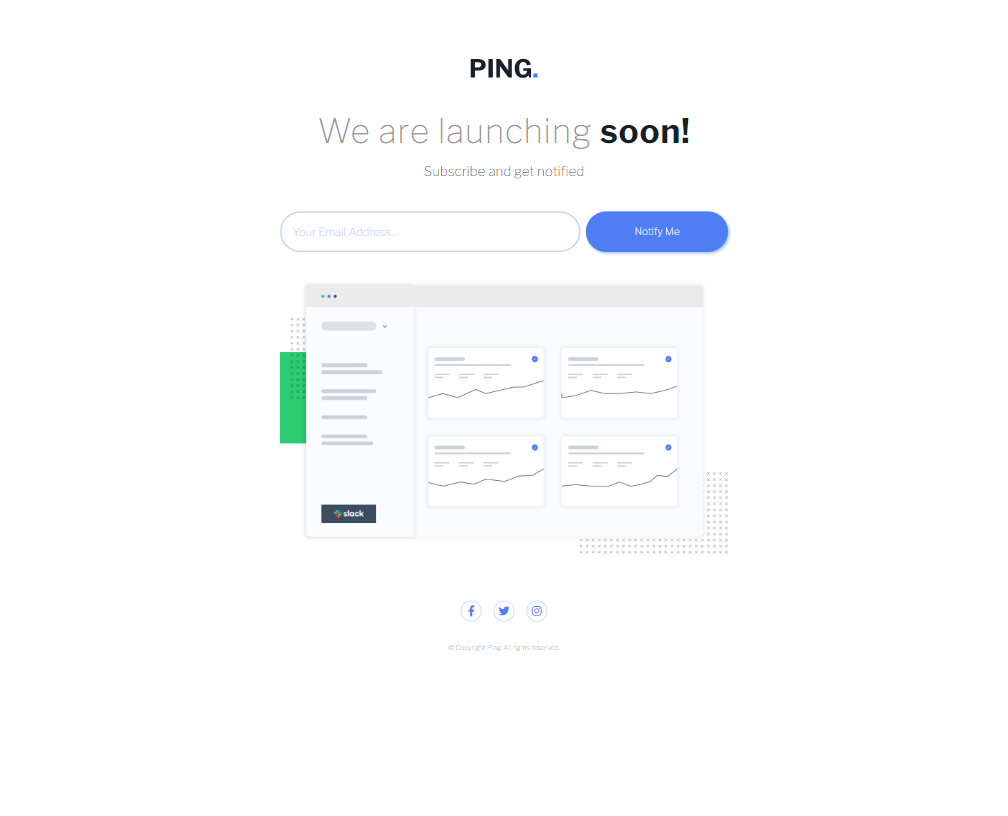 PING.
We are launching soon!
Subscribe and get notified
Your Email Address...
Notify Me
slack
© Copyright Ping. All rights reserved.